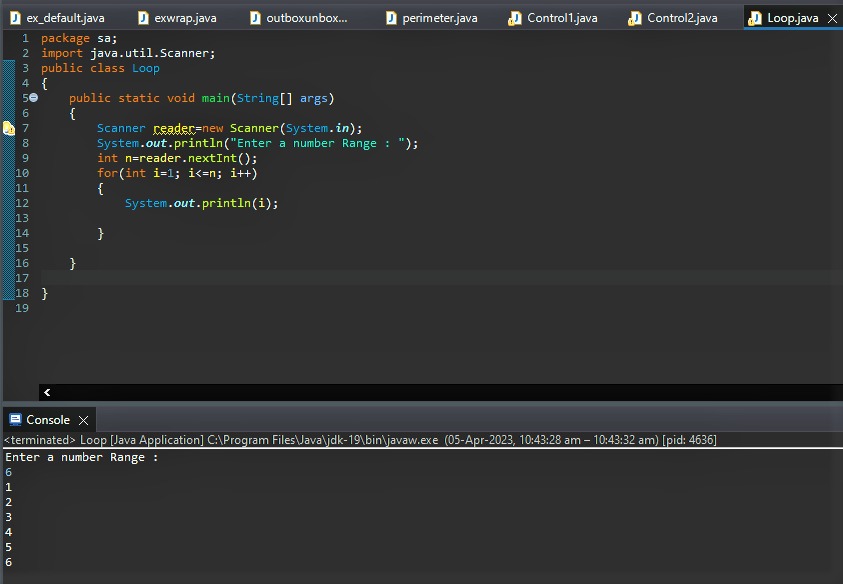 ex_default.java exwrap.java outboxunbox... perimeter.java Control1.java Control2.java Loop.java
1 package sa;
2 import java.util.Scanner;
3 public class Loop
4 {
5 public static void main(String[] args)
6 {
7 Scanner reader=new Scanner(System.in);
8 System.out.println("Enter a number Range : ");
9 int n=reader.nextInt();
10 for(int i=1; i<=n; i++)
11 {
12 System.out.println(i);
13
14 }
15
16 }
17
18 }
19
Console
<terminated> Loop [Java Application] C:\Program Files\Java\jdk-19\bin\javaw.exe (05-Apr-2023, 10:43:28 am – 10:43:32 am) [pid: 4636]
Enter a number Range :
6
1
2
3
4
5
6